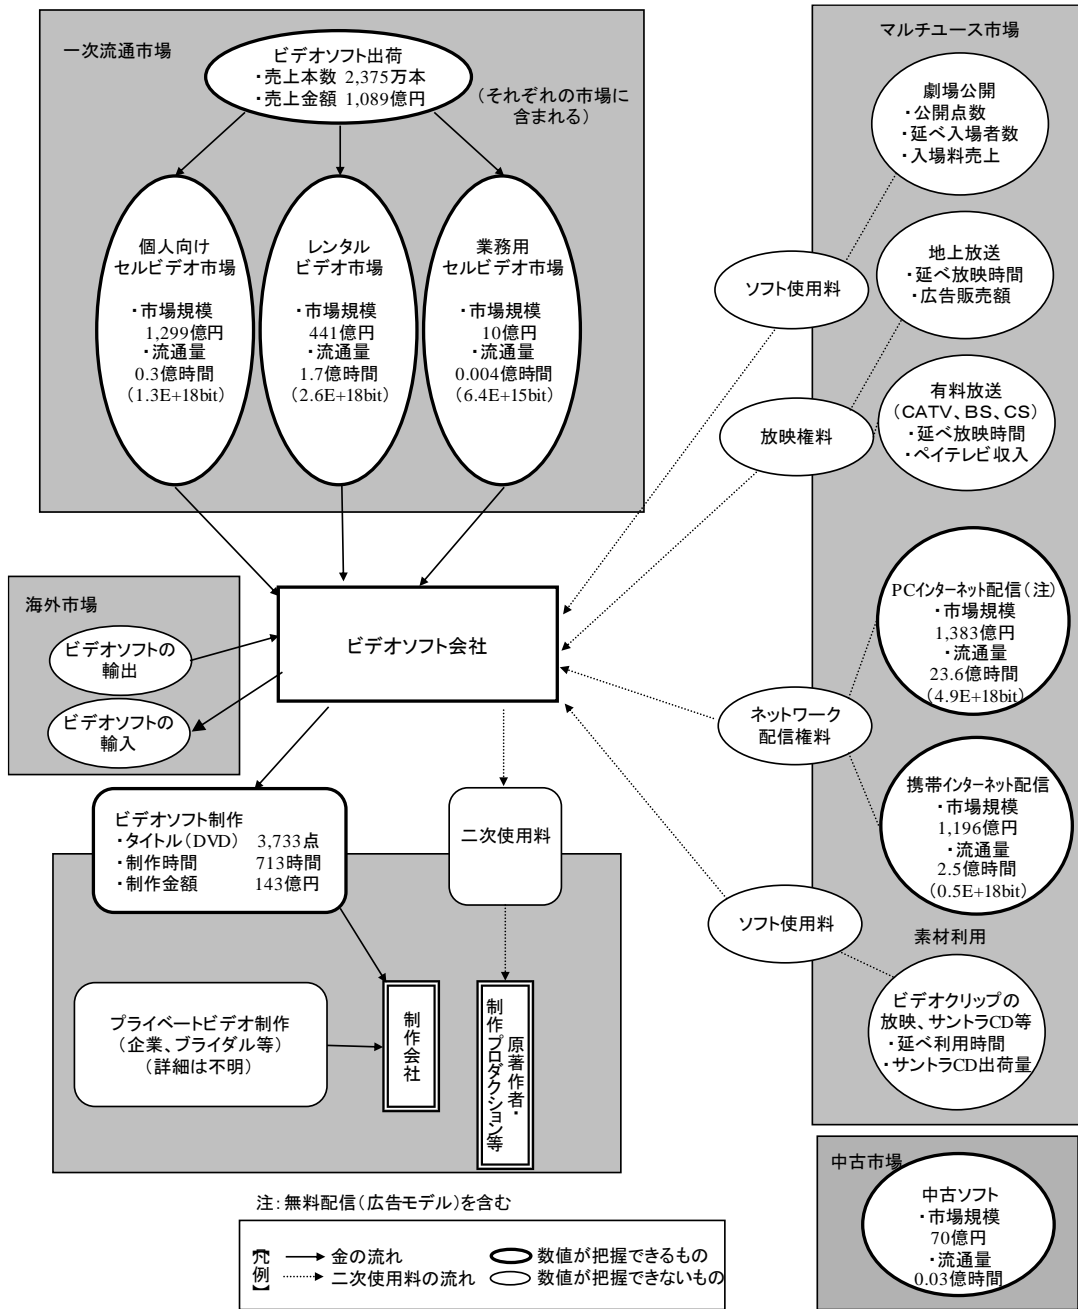 一次流通市場
ビデオソフト出荷
・売上本数 2,375万本
・売上金額 1,089億円
（それぞれの市場に
含まれる）
個人向け
セルビデオ市場
・市場規模
1,299億円
・流通量
0.3億時間
（1.3E+18bit）
レンタル
ビデオ市場
・市場規模
441億円
・流通量
1.7億時間
（2.6E+18bit）
業務用
セルビデオ市場
・市場規模
10億円
・流通量
0.004億時間
（6.4E+15bit）
マルチユース市場
劇場公開
・公開点数
・延べ入場者数
・入場料売上
地上放送
・延べ放映時間
・広告販売額
有料放送
（CATV、BS、CS）
・延べ放映時間
・ペイテレビ収入
PCインターネット配信（注）
・市場規模
1,383億円
・流通量
23.6億時間
（4.9E+18bit）
携帯インターネット配信
・市場規模
1,196億円
・流通量
2.5億時間
（0.5E+18bit）
素材利用
ビデオクリップの
放映、サントラCD等
・延べ利用時間
・サントラCD出荷量
ソフト使用料
放映権料
ネットワーク
配信権料
ソフト使用料
海外市場
ビデオソフトの
輸出
ビデオソフトの
輸入
ビデオソフト会社
ビデオソフト制作
・タイトル（DVD） 3,733点
・制作時間 713時間
・制作金額 143億円
二次使用料
プライベートビデオ制作
（企業、ブライダル等）
（詳細は不明）
制作会社
原著作者・
制作プロダクション等
中古市場
中古ソフト
・市場規模
70億円
・流通量
0.03億時間
注：無料配信（広告モデル）を含む
【凡例】
金の流れ
数値が把握できるもの
二次使用料の流れ
数値が把握できないもの